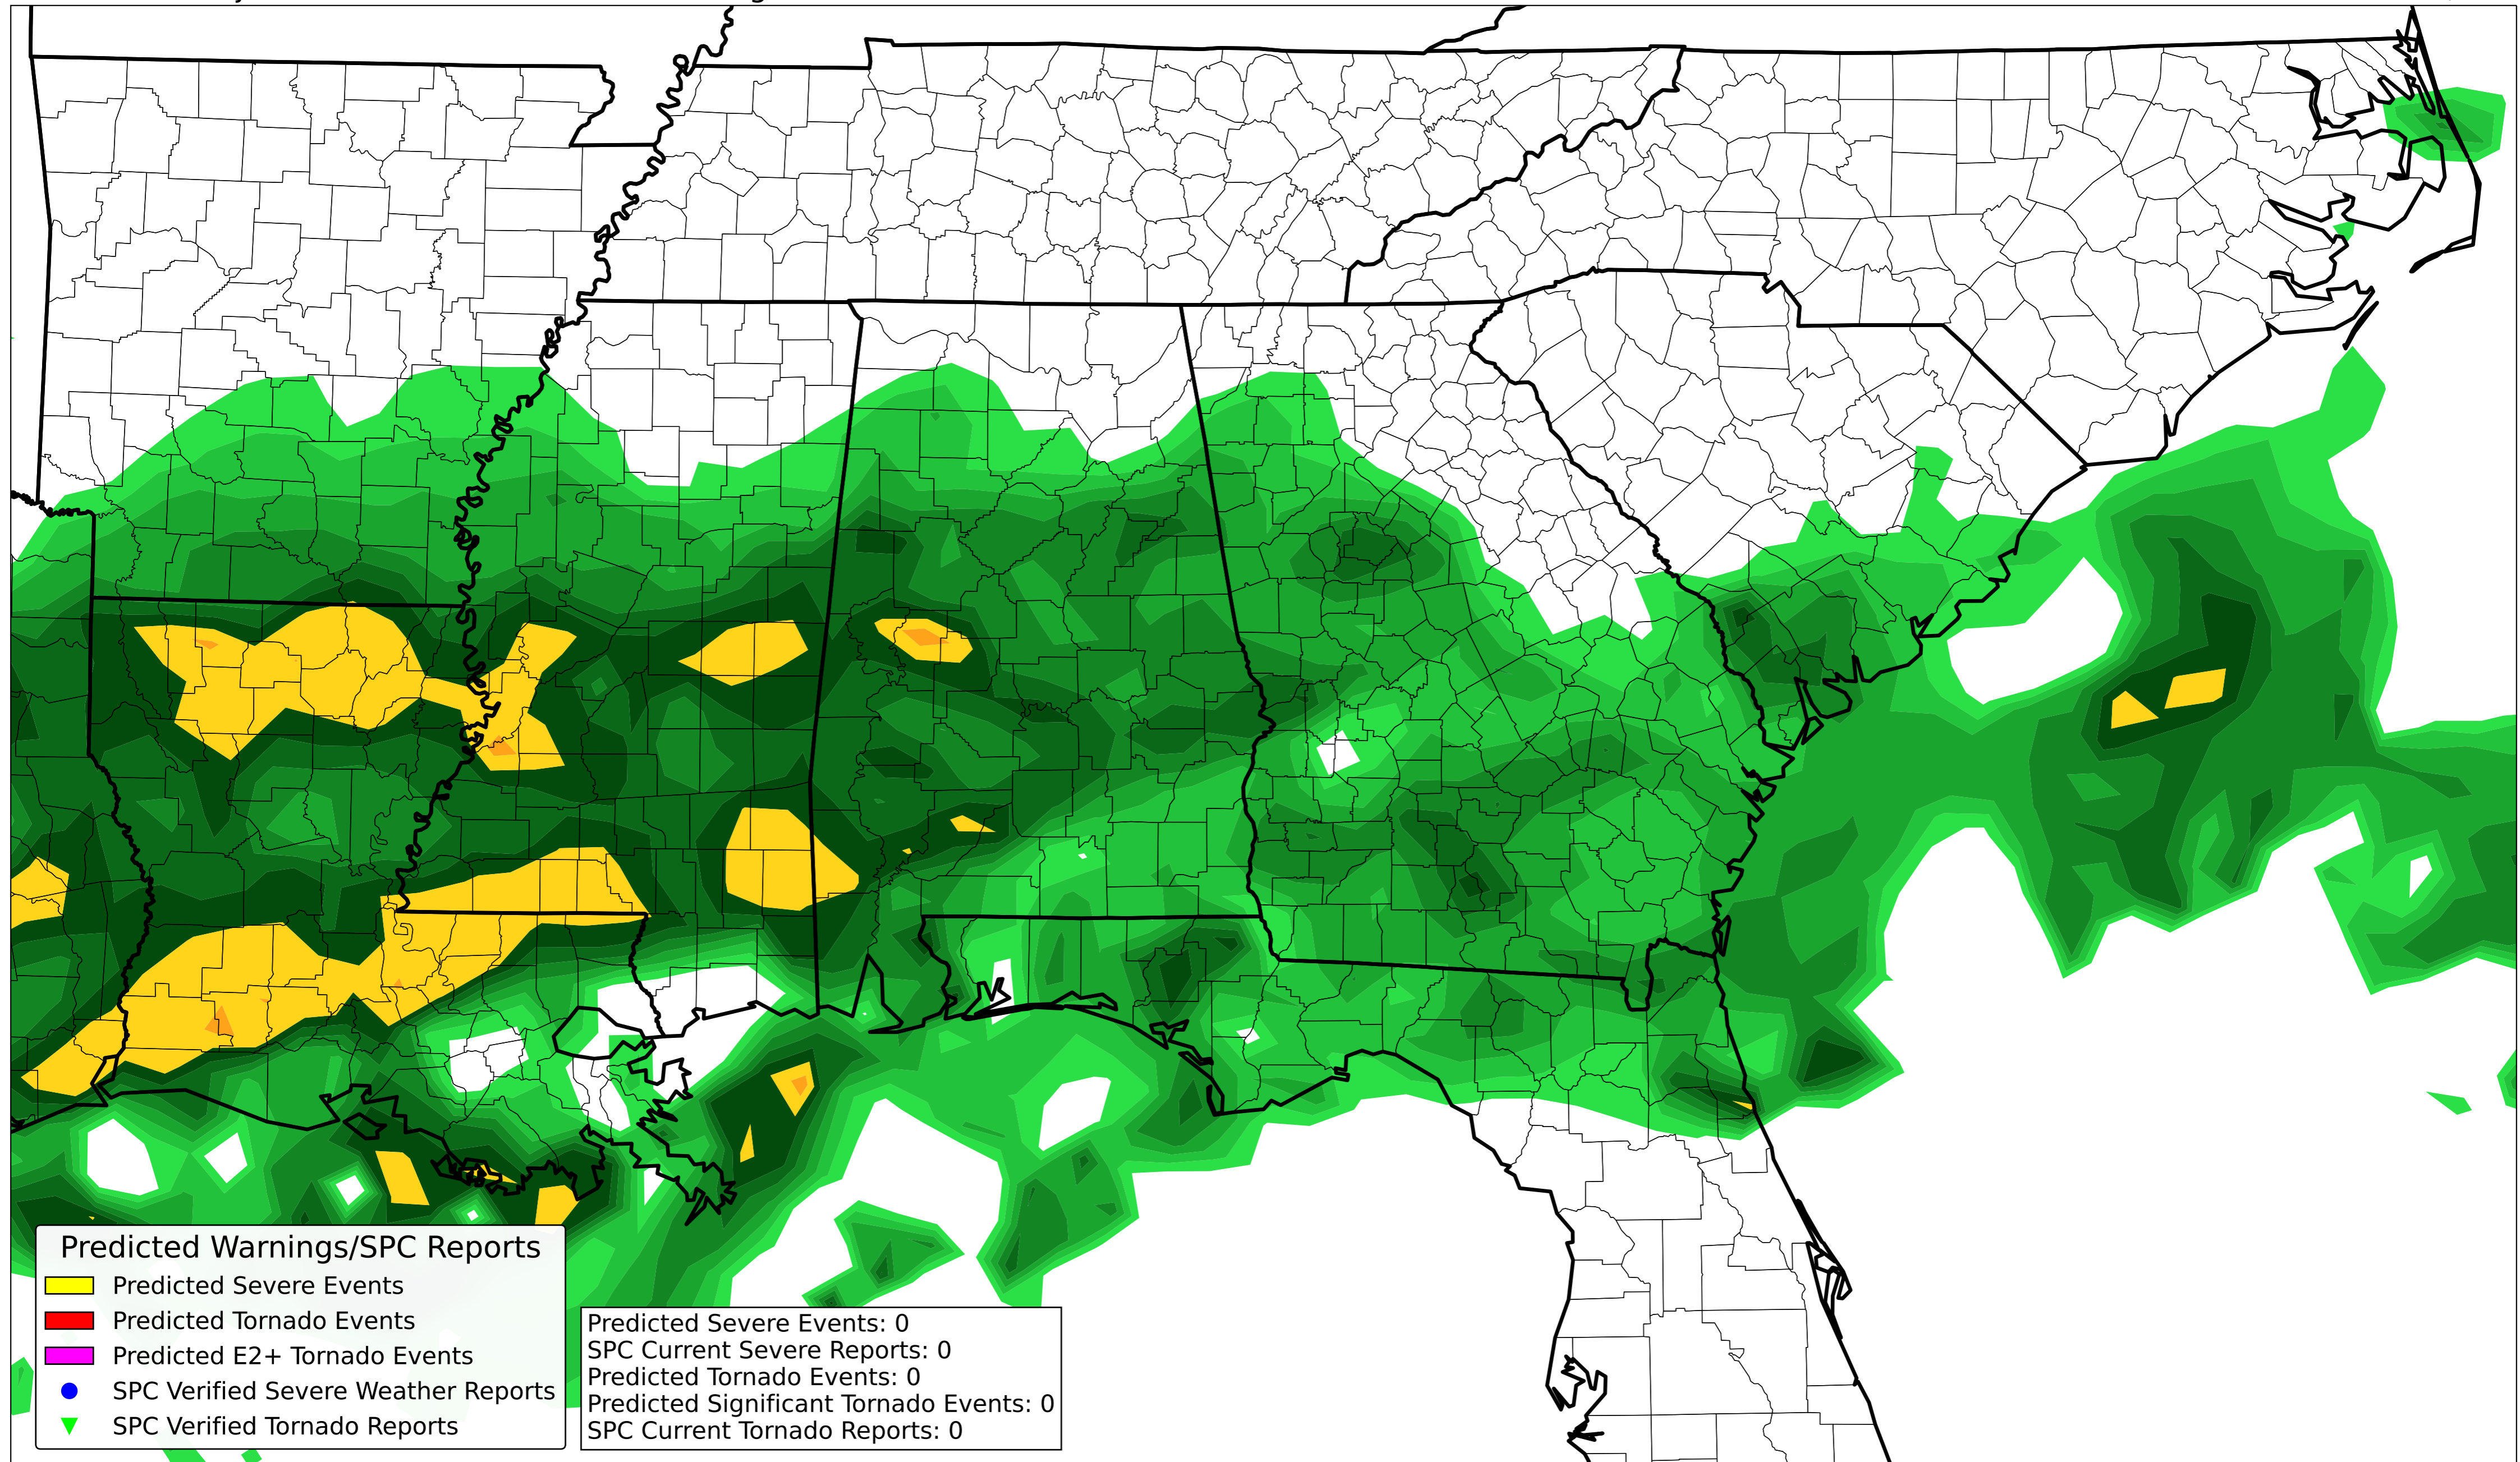 Predicted Warnings/SPC Reports
Predicted Severe Events
Predicted Tornado Events
Predicted E2+ Tornado Events
SPC Verified Severe Weather Reports
SPC Verified Tornado Reports
Predicted Severe Events: 0
SPC Current Severe Reports: 0
Predicted Tornado Events: 0
Predicted Significant Tornado Events: 0
SPC Current Tornado Reports: 0